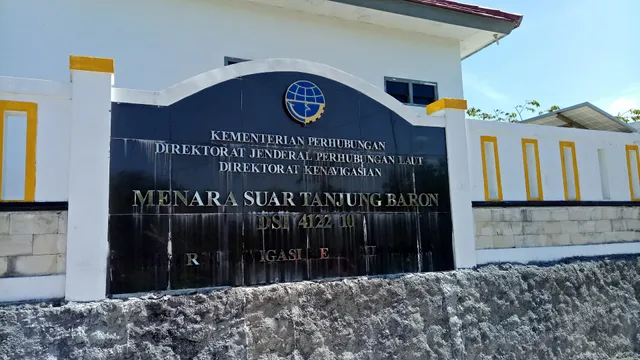 KEMENTERIAN PERHUBUNGAN
DIREKTORAT JENDERAL PERHUBUNGAN LAUT
DIREKTORAT KENAVIGASIAN
MENARA SUAR TANJUNG BARON
DSI 4122 10